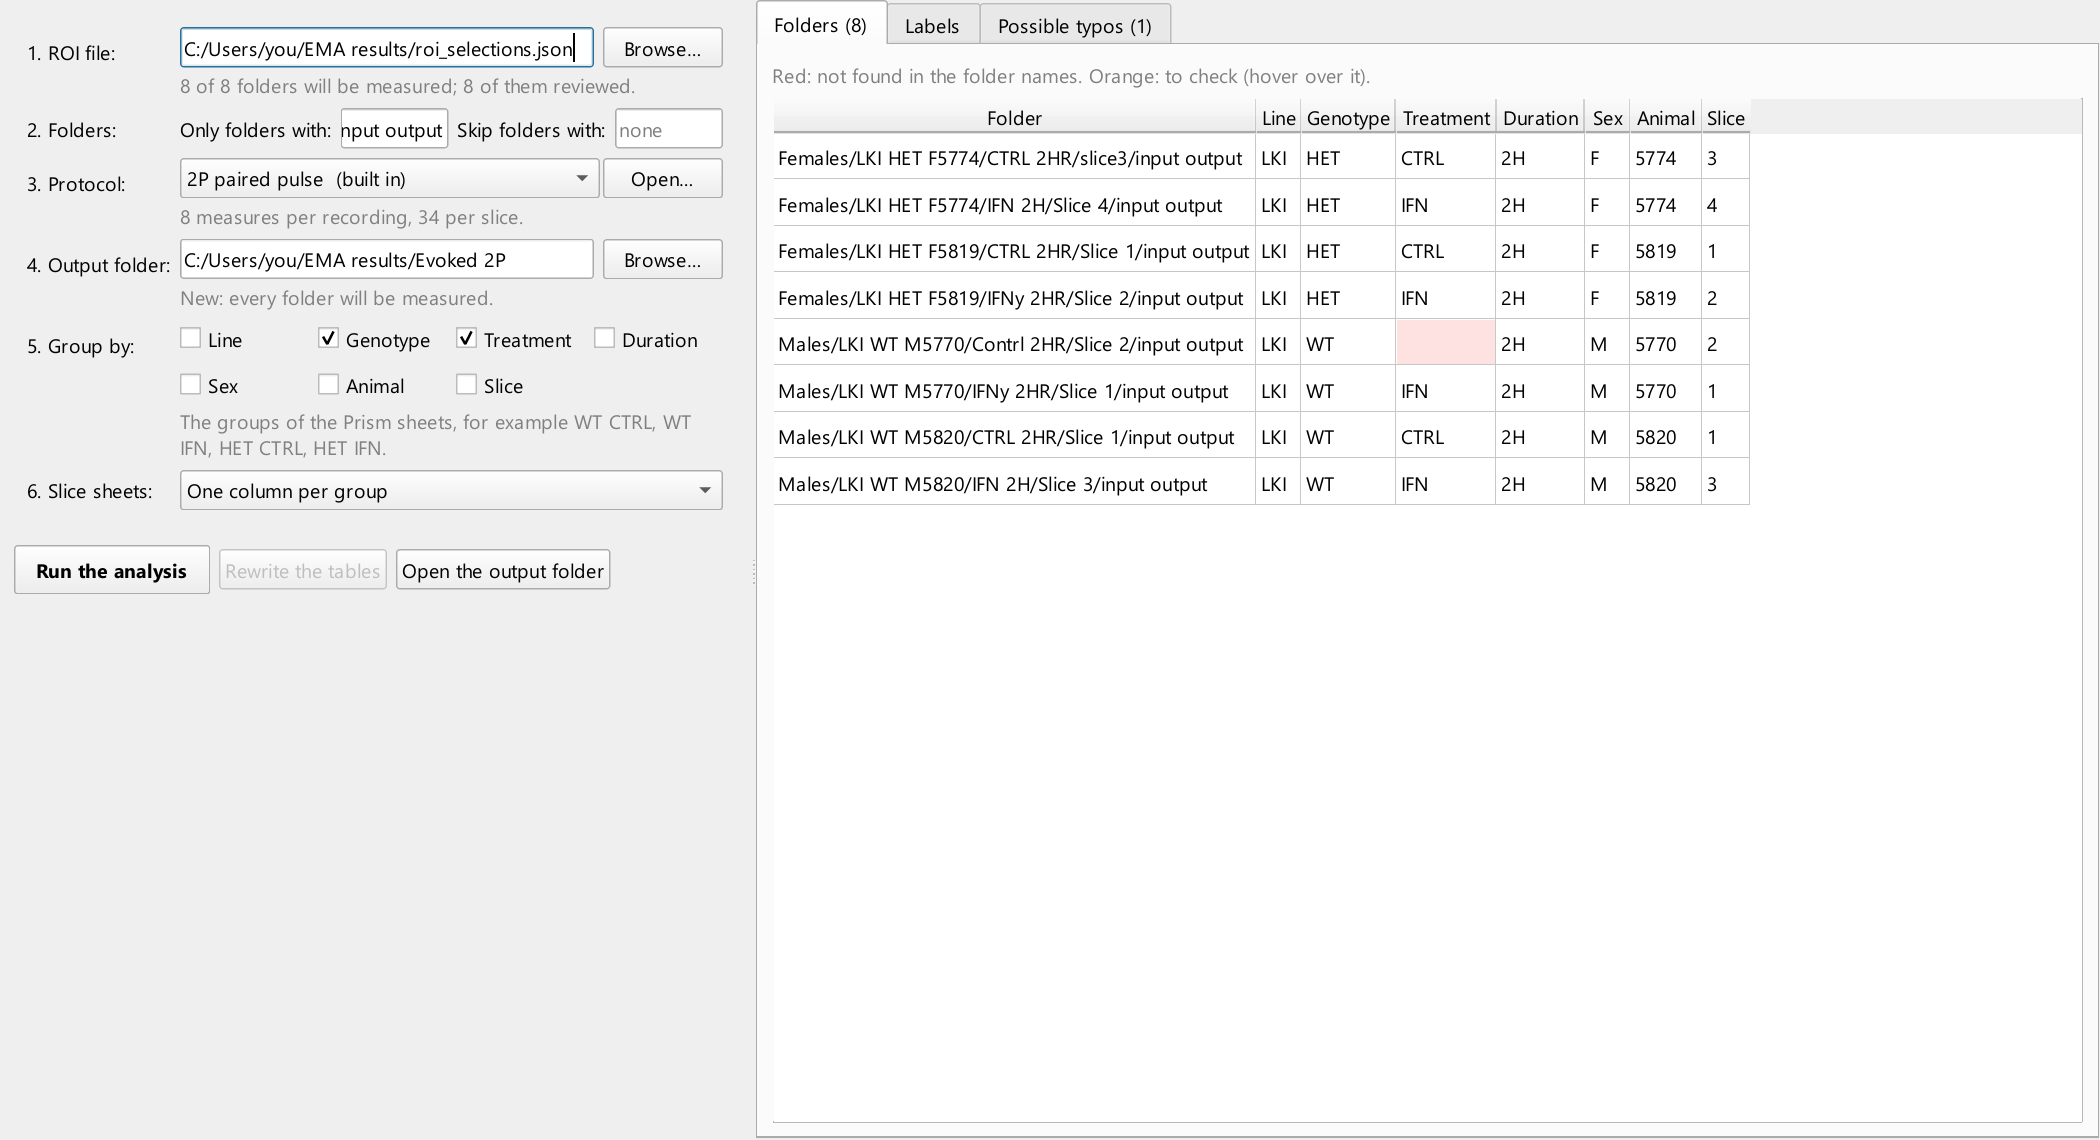 1. ROI file:
C:/Users/you/EMA results/roi_selections.json
Browse...
8 of 8 folders will be measured; 8 of them reviewed.
2. Folders:
Only folders with:
nput output
Skip folders with:
none
3. Protocol:
2P paired pulse (built in)
Open...
8 measures per recording, 34 per slice.
4. Output folder:
C:/Users/you/EMA results/Evoked 2P
Browse...
New: every folder will be measured.
5. Group by:
Line
Genotype
Treatment
Duration
Sex
Animal
Slice
The groups of the Prism sheets, for example WT CTRL, WT
IFN, HET CTRL, HET IFN.
6. Slice sheets:
One column per group
Run the analysis
Rewrite the tables
Open the output folder
Folders (8)
Labels
Possible typos (1)
Red: not found in the folder names. Orange: to check (hover over it).
Folder Line Genotype Treatment Duration Sex Animal Slice
Females/LKI HET F5774/CTRL 2HR/slice3/input output LKI HET CTRL 2H F 5774 3
Females/LKI HET F5774/IFN 2H/Slice 4/input output LKI HET IFN 2H F 5774 4
Females/LKI HET F5819/CTRL 2HR/Slice 1/input output LKI HET CTRL 2H F 5819 1
Females/LKI HET F5819/IFNy 2HR/Slice 2/input output LKI HET IFN 2H F 5819 2
Males/LKI WT M5770/Contrl 2HR/Slice 2/input output LKI WT 2H M 5770 2
Males/LKI WT M5770/IFNy 2HR/Slice 1/input output LKI WT IFN 2H M 5770 1
Males/LKI WT M5820/CTRL 2HR/Slice 1/input output LKI WT CTRL 2H M 5820 1
Males/LKI WT M5820/IFN 2H/Slice 3/input output LKI WT IFN 2H M 5820 3